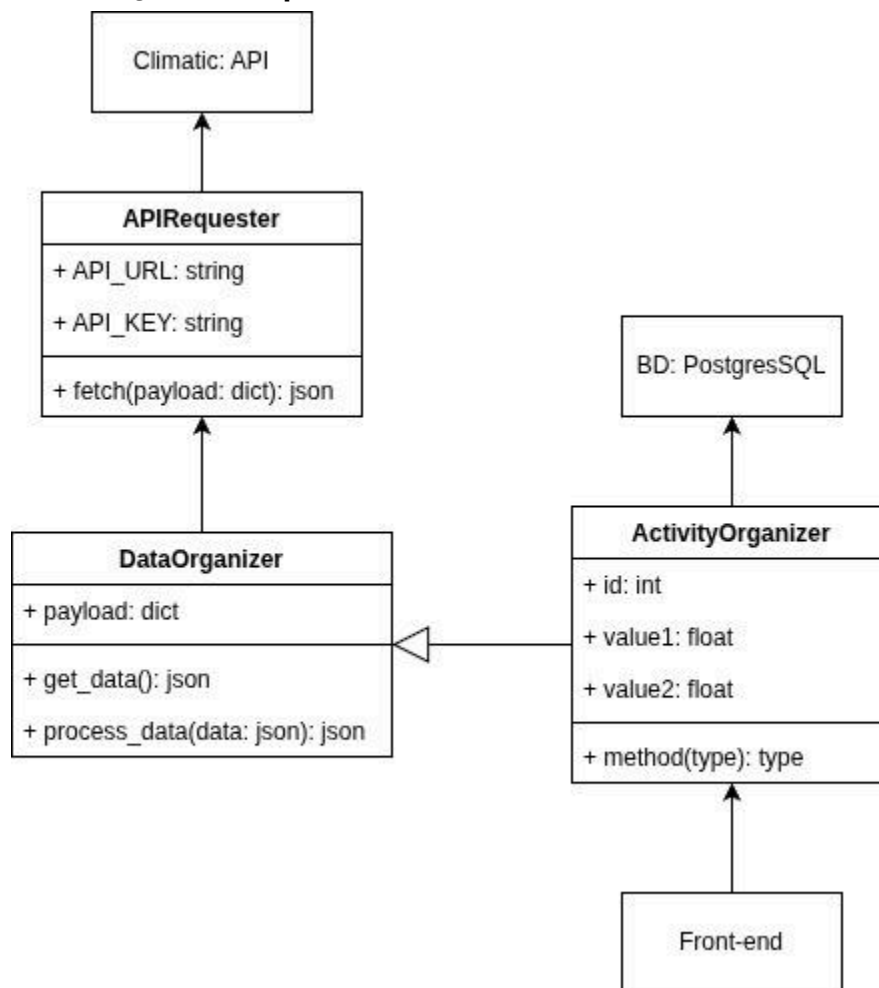 Climatic: API
APIRequester
+ API_URL: string
+ API_KEY: string
+ fetch(payload: dict): json
BD: PostgresSQL
DataOrganizer
+ payload: dict
+ get_data(): json
+ process_data(data: json): json
ActivityOrganizer
+ id: int
+ value1: float
+ value2: float
+ method(type): type
Front-end